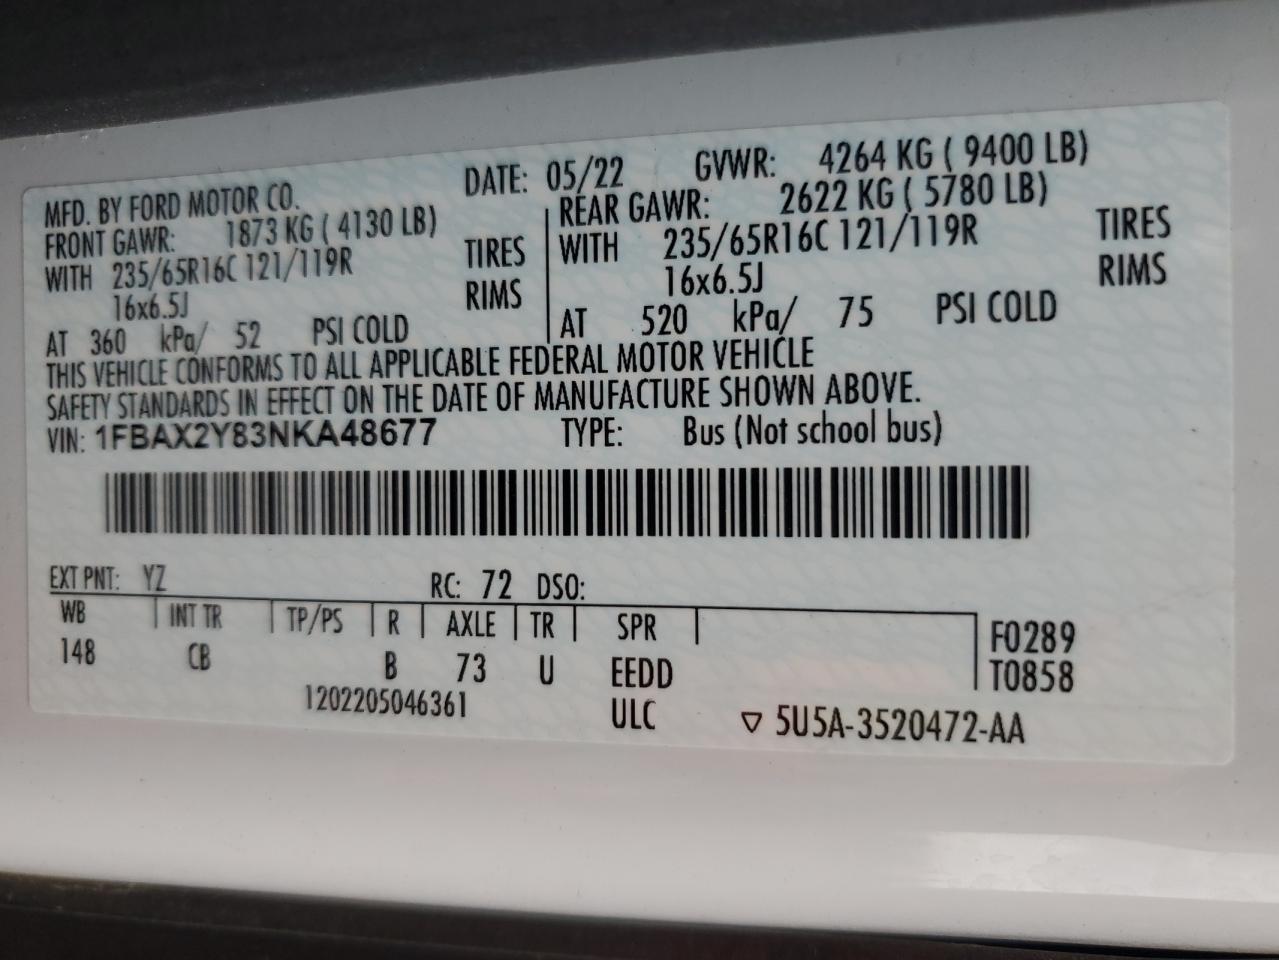 MFD. BY FORD MOTOR CO. DATE: 05/22 GVWR: 4264 KG ( 9400 LB)
FRONT GAWR: 1873 KG ( 4130 LB) REAR GAWR: 2622 KG ( 5780 LB)
WITH 235/65R16C 121/119R TIRES WITH 235/65R16C 121/119R TIRES
16x6.5J RIMS 16x6.5J RIMS
AT 360 kPa/ 52 PSI COLD AT 520 kPa/ 75 PSI COLD
THIS VEHICLE CONFORMS TO ALL APPLICABLE FEDERAL MOTOR VEHICLE
SAFETY STANDARDS IN EFFECT ON THE DATE OF MANUFACTURE SHOWN ABOVE.
VIN: 1FBAX2Y83NKA48677 TYPE: Bus (Not school bus)
EXT PNT: YZ RC: 72 DSO:
WB INT TR TP/PS R AXLE TR SPR F0289
148 CB B 73 U EEDD T0858
1202205046361 ULC ▽ 5U5A-3520472-AA